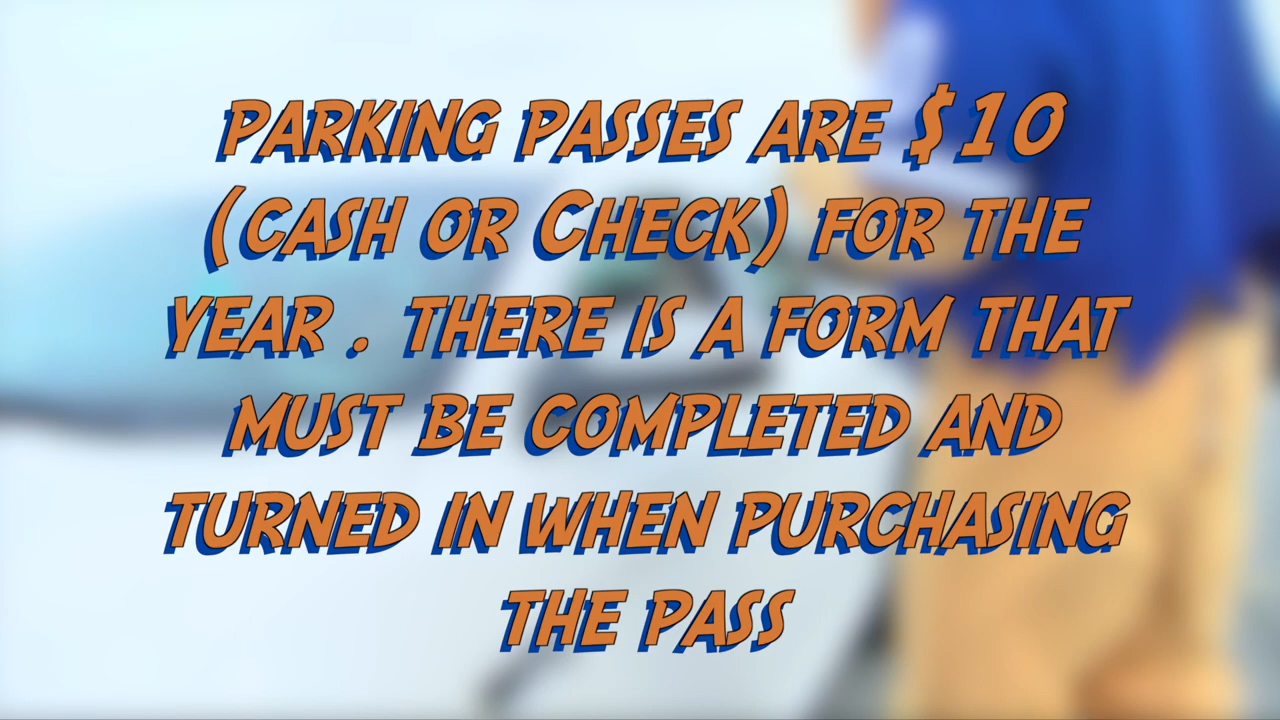 PARKING PASSES ARE $10
(CASH OR CHECK) FOR THE
YEAR . THERE IS A FORM THAT
MUST BE COMPLETED AND
TURNED IN WHEN PURCHASING
THE PASS